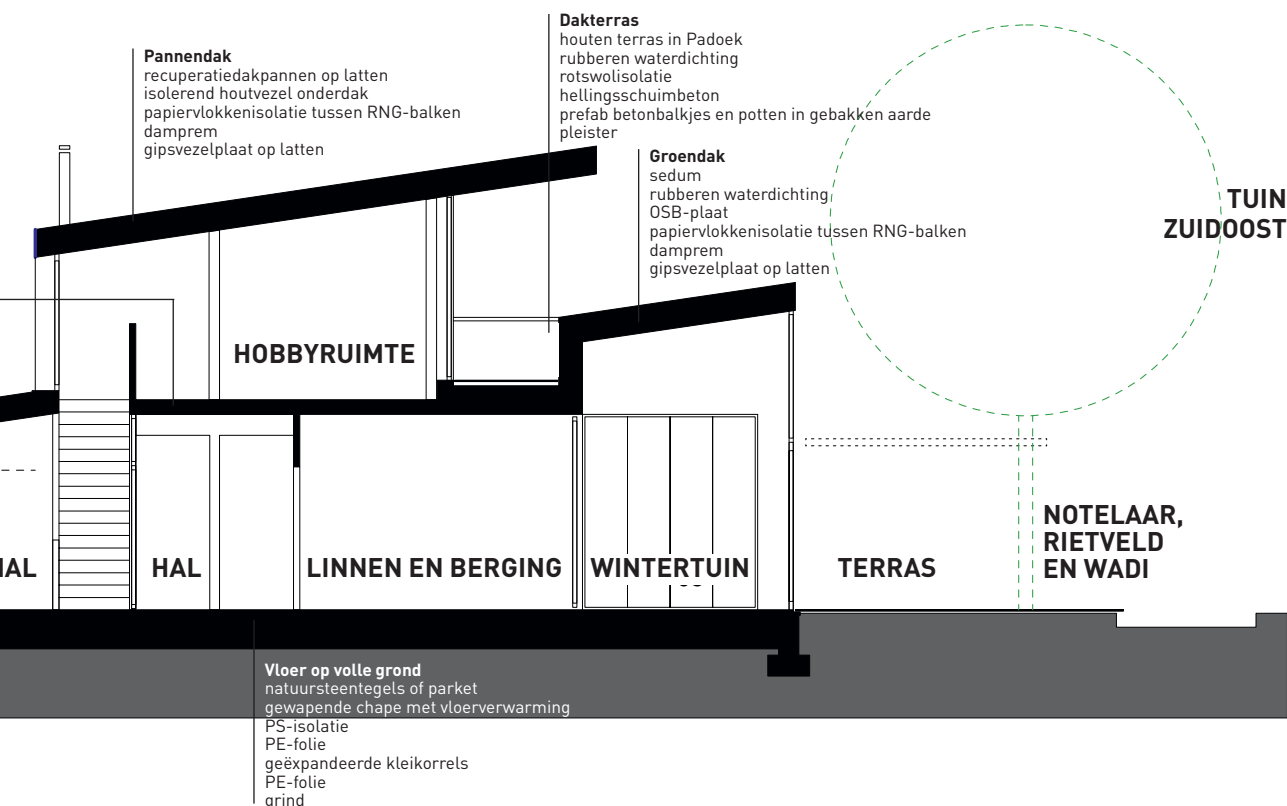 Pannendak
recuperatiedakpannen op latten
isolerend houtvezel onderdak
papiervlokkenisolatie tussen RNG-balken
damprem
gipsvezelplaat op latten
Dakterras
houten terras in Padoek
rubberen waterdichting
rotswolisolatie
hellingsschuimbeton
prefab betonbalkjes en potten in gebakken aarde
pleister
Groendak
sedum
rubberen waterdichting
OSB-plaat
papiervlokkenisolatie tussen RNG-balken
damprem
gipsvezelplaat op latten
TUIN
ZUIDOOST
HOBBYRUIMTE
HAL
LINNEN EN BERGING
WINTERTUIN
TERRAS
NOTELAAR,
RIETVELD
EN WADI
Vloer op volle grond
natuursteentegels of parket
gewapende chape met vloerverwarming
PS-isolatie
PE-folie
geëxpandeerde kleikorrels
PE-folie
grind